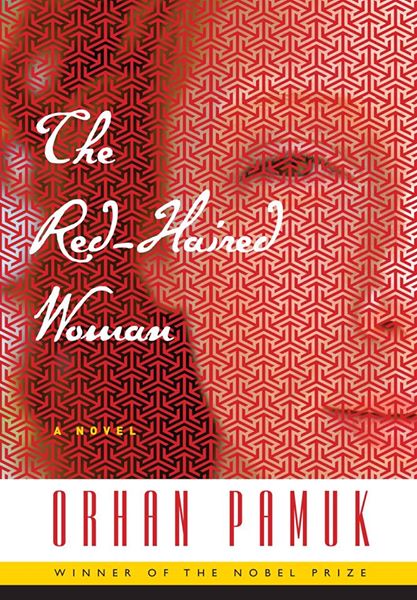 The
Red-Haired
Woman
A NOVEL
ORHAN PAMUK
WINNER OF THE NOBEL PRIZE